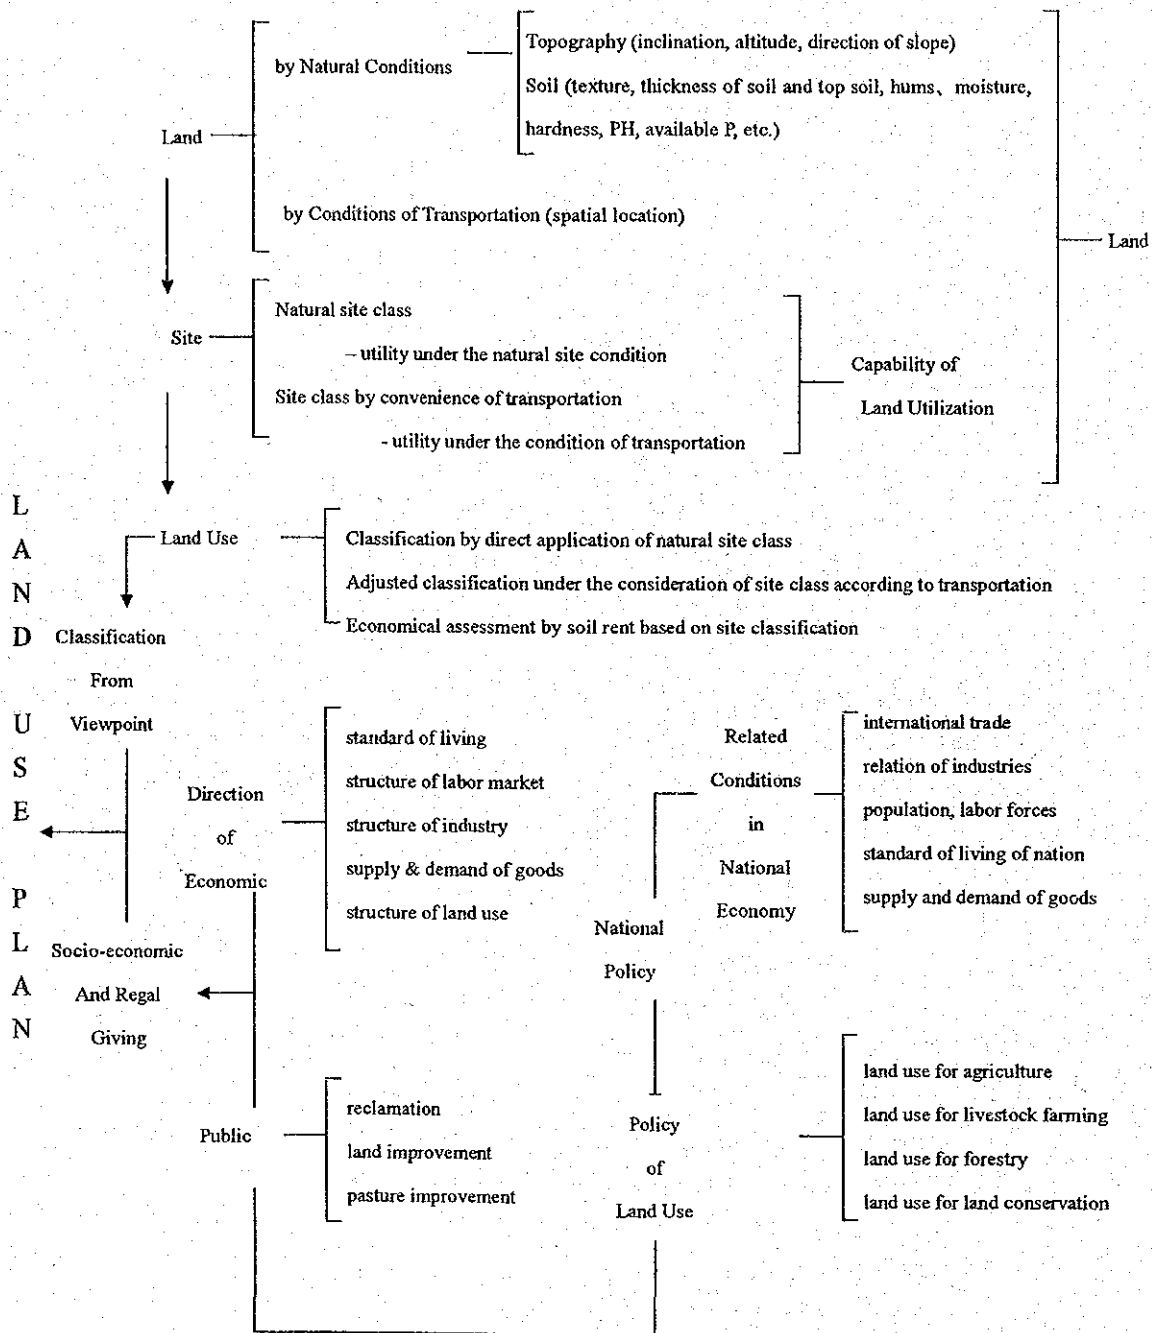 by Natural Conditions
Topography (inclination, altitude, direction of slope)
Soil (texture, thickness of soil and top soil, hums、 moisture,
hardness, PH, available P, etc.)
Land
by Conditions of Transportation (spatial location)
Land
Site
Natural site class
– utility under the natural site condition
Site class by convenience of transportation
- utility under the condition of transportation
Capability of
Land Utilization
LAND USE PLAN
Land Use
Classification by direct application of natural site class
Adjusted classification under the consideration of site class according to transportation
Economical assessment by soil rent based on site classification
Classification
From
Viewpoint
Direction
of
Economic
standard of living
structure of labor market
structure of industry
supply & demand of goods
structure of land use
Related
Conditions
in
National
Economy
international trade
relation of industries
population, labor forces
standard of living of nation
supply and demand of goods
National
Policy
Socio-economic
And Regal
Giving
Public
reclamation
land improvement
pasture improvement
Policy
of
Land Use
land use for agriculture
land use for livestock farming
land use for forestry
land use for land conservation